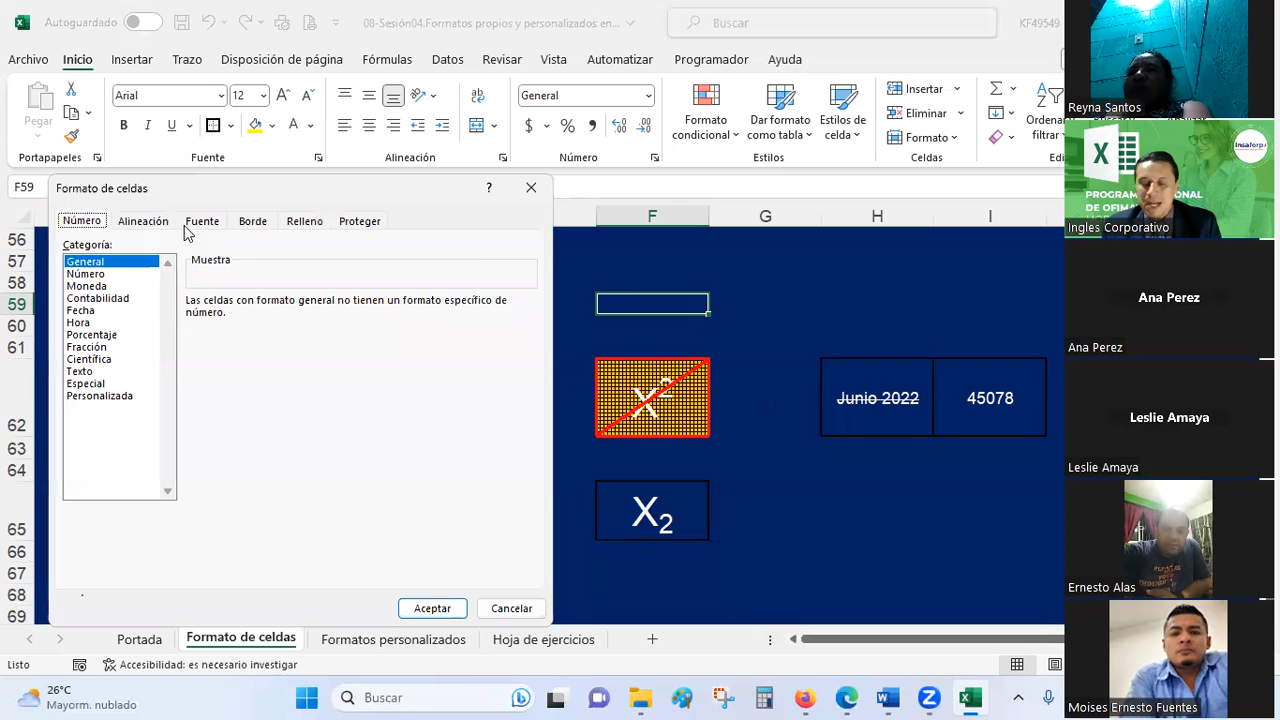 Autoguardado
08-Sesión04.Formatos propios y personalizados en...
Buscar
KF49549
Archivo Inicio Insertar Trazo Disposición de página Fórmulas Datos Revisar Vista Automatizar Programador Ayuda
Pegar
Arial 12
N K S
General
$ % 
Formato condicional
Dar formato como tabla
Estilos de celda
Insertar
Eliminar
Formato
Ordenar
filtrar
Portapapeles Fuente Alineación Número Estilos Celdas
F59
Formato de celdas ?
Número Alineación Fuente Borde Relleno Proteger
Categoría:
General
Número
Moneda
Contabilidad
Fecha
Hora
Porcentaje
Fracción
Científica
Texto
Especial
Personalizada
Muestra
Las celdas con formato general no tienen un formato específico de
número.
Aceptar Cancelar
F G H I
56
57
58
59
60
61
62
63
64
65
66
67
68
69
X²
Junio 2022 45078
X₂
Portada Formato de celdas Formatos personalizados Hoja de ejercicios
Listo Accesibilidad: es necesario investigar
26°C
Mayorm. nublado
Buscar
Reyna Santos
Insaforp
Ingles Corporativo
Ana Perez
Ana Perez
Leslie Amaya
Leslie Amaya
Ernesto Alas
Moises Ernesto Fuentes